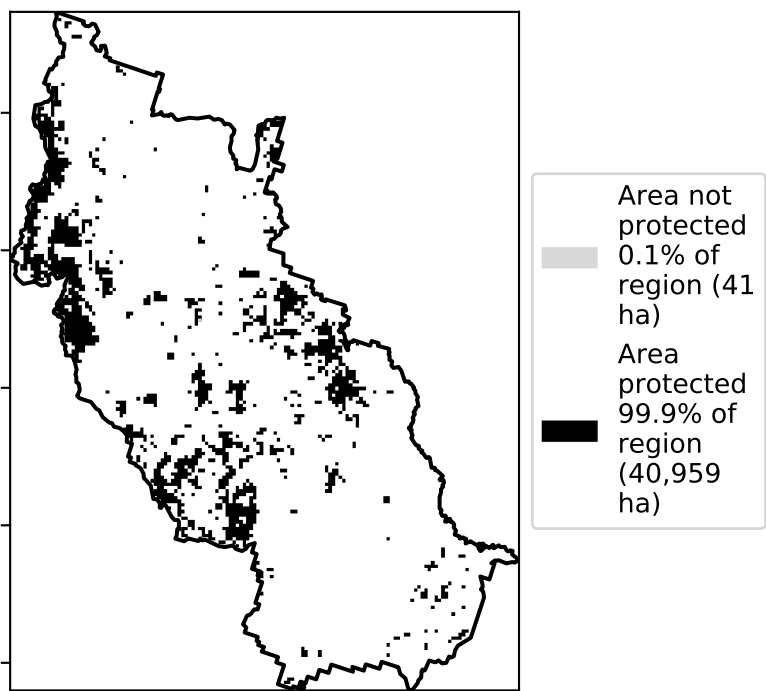 Area not
protected
0.1% of
region (41
ha)
Area
protected
99.9% of
region
(40,959
ha)